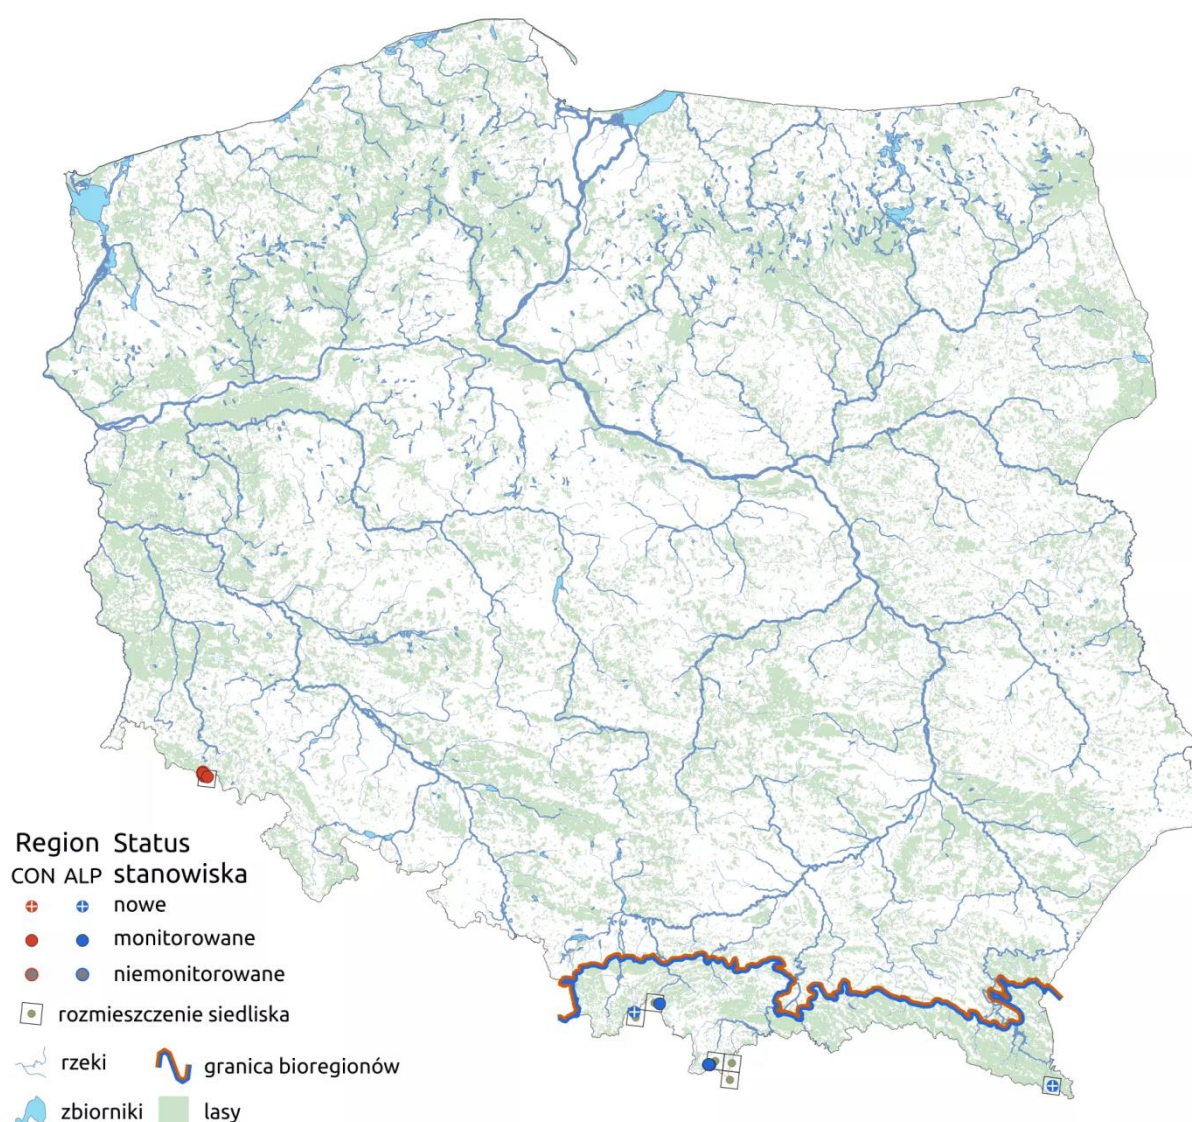 Region Status
CON ALP stanowiska
nowe
monitorowane
niemonitorowane
rozmieszczenie siedliska
rzeki granica bioregionów
zbiorniki lasy